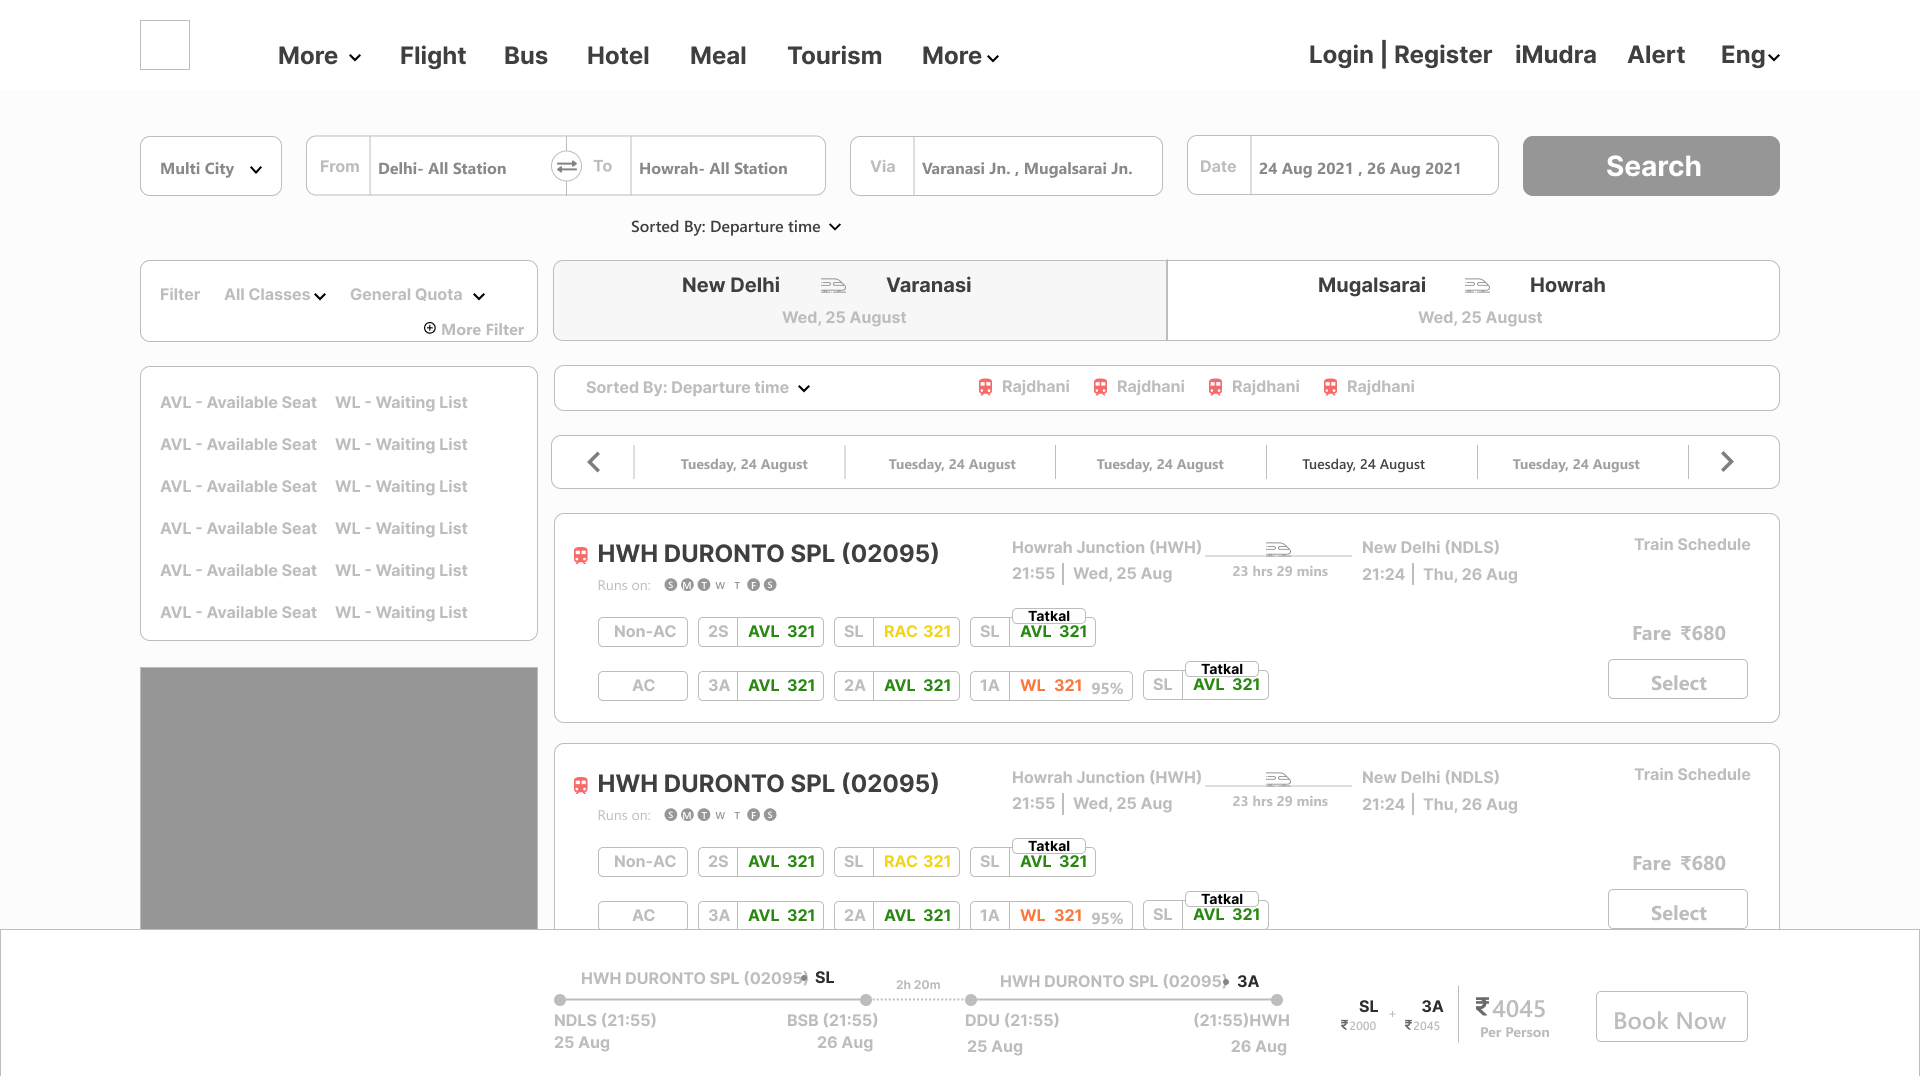 More Flight Bus Hotel Meal Tourism More Login | Register iMudra Alert Eng
Multi City From Delhi- All Station To Howrah- All Station Via Varanasi Jn. , Mugalsarai Jn. Date 24 Aug 2021 , 26 Aug 2021 Search
Sorted By: Departure time
Filter All Classes General Quota
More Filter
New Delhi Varanasi
Wed, 25 August
Mugalsarai Howrah
Wed, 25 August
AVL - Available Seat WL - Waiting List
AVL - Available Seat WL - Waiting List
AVL - Available Seat WL - Waiting List
AVL - Available Seat WL - Waiting List
AVL - Available Seat WL - Waiting List
AVL - Available Seat WL - Waiting List
Sorted By: Departure time Rajdhani Rajdhani Rajdhani Rajdhani
Tuesday, 24 August Tuesday, 24 August Tuesday, 24 August Tuesday, 24 August Tuesday, 24 August
HWH DURONTO SPL (02095)
Runs on: S M T W T F S
Howrah Junction (HWH)
21:55 | Wed, 25 Aug
23 hrs 29 mins
New Delhi (NDLS)
21:24 | Thu, 26 Aug
Train Schedule
Tatkal
Non-AC 2S AVL 321 SL RAC 321 SL AVL 321
Fare ₹680
Tatkal
AC 3A AVL 321 2A AVL 321 1A WL 321 95% SL AVL 321
Select
HWH DURONTO SPL (02095)
Runs on: S M T W T F S
Howrah Junction (HWH)
21:55 | Wed, 25 Aug
23 hrs 29 mins
New Delhi (NDLS)
21:24 | Thu, 26 Aug
Train Schedule
Tatkal
Non-AC 2S AVL 321 SL RAC 321 SL AVL 321
Fare ₹680
Tatkal
AC 3A AVL 321 2A AVL 321 1A WL 321 95% SL AVL 321
Select
HWH DURONTO SPL (02095) • SL
2h 20m
HWH DURONTO SPL (02095) • 3A
NDLS (21:55) BSB (21:55) DDU (21:55) (21:55)HWH
25 Aug 26 Aug 25 Aug 26 Aug
SL + 3A
₹2000 ₹2045
₹4045
Per Person
Book Now